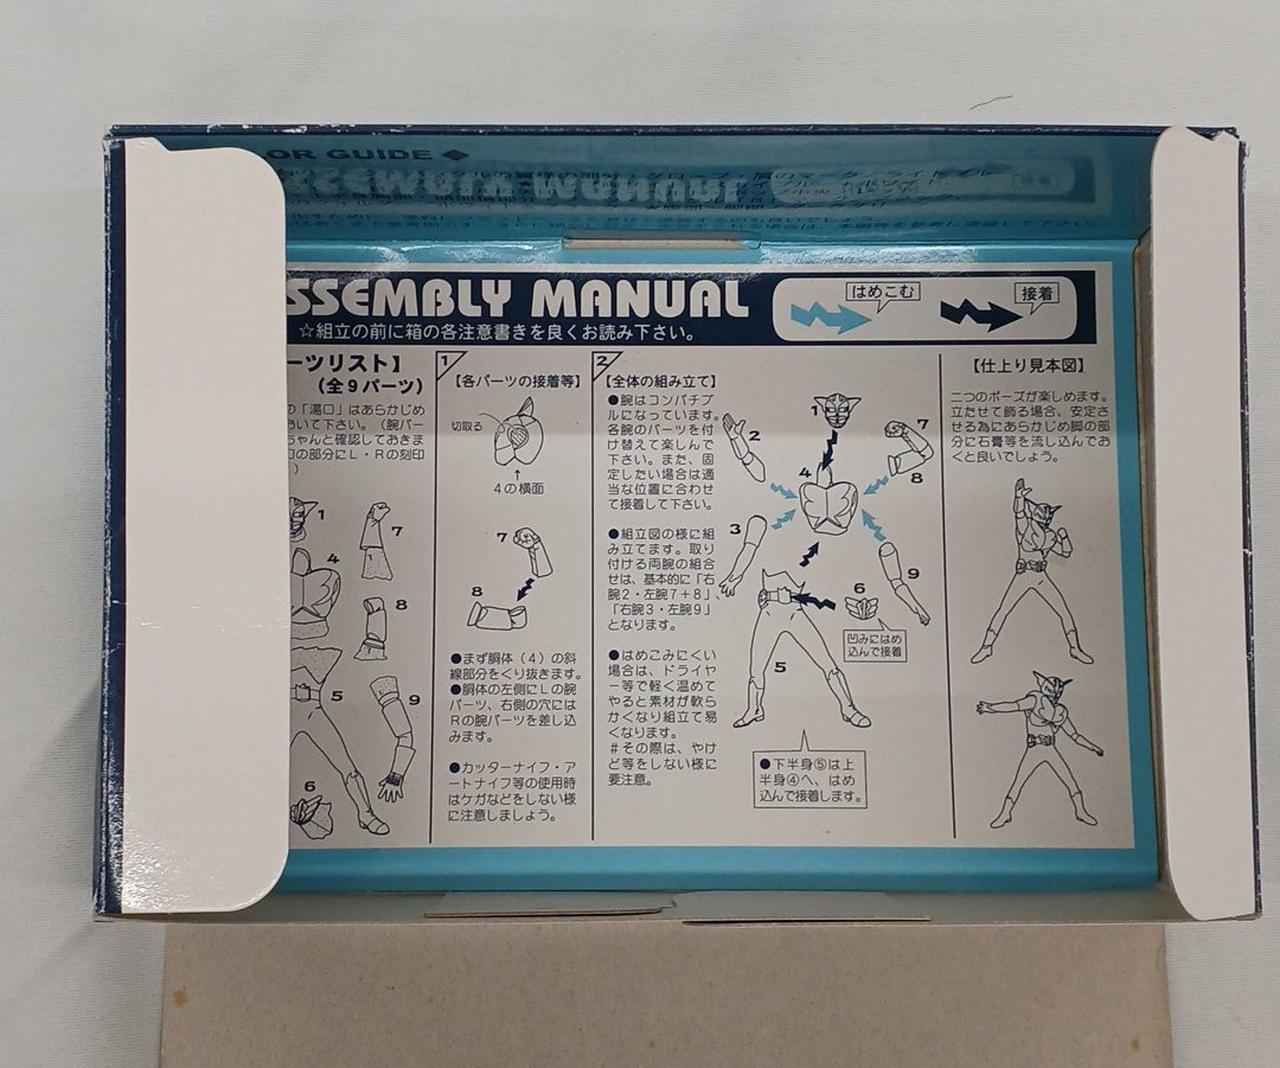 OR GUIDE ◆
SSEMBLY MANUAL
はめこむ
接着
☆組立の前に箱の各注意書きを良くお読み下さい。
ーツリスト】
(全9パーツ)
の「湯口」はあらかじめ
いて下さい。(腕パー
ちゃんと確認しておきま
の部分にL・Rの刻印
)
1
7
4
8
5
9
6
1
【各パーツの接着等】
切取る
↑
4の横面
7
8
●まず胴体(4)の斜
線部分をくり抜きます。
●胴体の左側にLの腕
パーツ、右側の穴には
Rの腕パーツを差し込
みます。
●カッターナイフ・ア
ートナイフ等の使用時
はケガなどをしない様
に注意しましょう。
2
【全体の組み立て】
●腕はコンパチブ
ルになっています。
各腕のパーツを付
け替えて楽しんで
下さい。また、固
定したい場合は適
当な位置に合わせ
て接着して下さい。
●組立図の様に組
み立てます。取り
付ける両腕の組合
せは、基本的に「右
腕2・左腕7+8」、
「右腕3・左腕9」
となります。
●はめこみにくい
場合は、ドライヤ
ー等で軽く温めて
やると素材が軟ら
かくなり組立て易
くなります。
#その際は、やけ
ど等をしない様に
要注意。
1
2
7
8
4
3
9
6
凹みにはめ
込んで接着
5
●下半身⑤は上
半身④へ、はめ
込んで接着します。
【仕上り見本図】
二つのポーズが楽しめます。
立たせて飾る場合、安定さ
せる為にあらかじめ脚の部
分に石膏等を流し込んでお
くと良いでしょう。